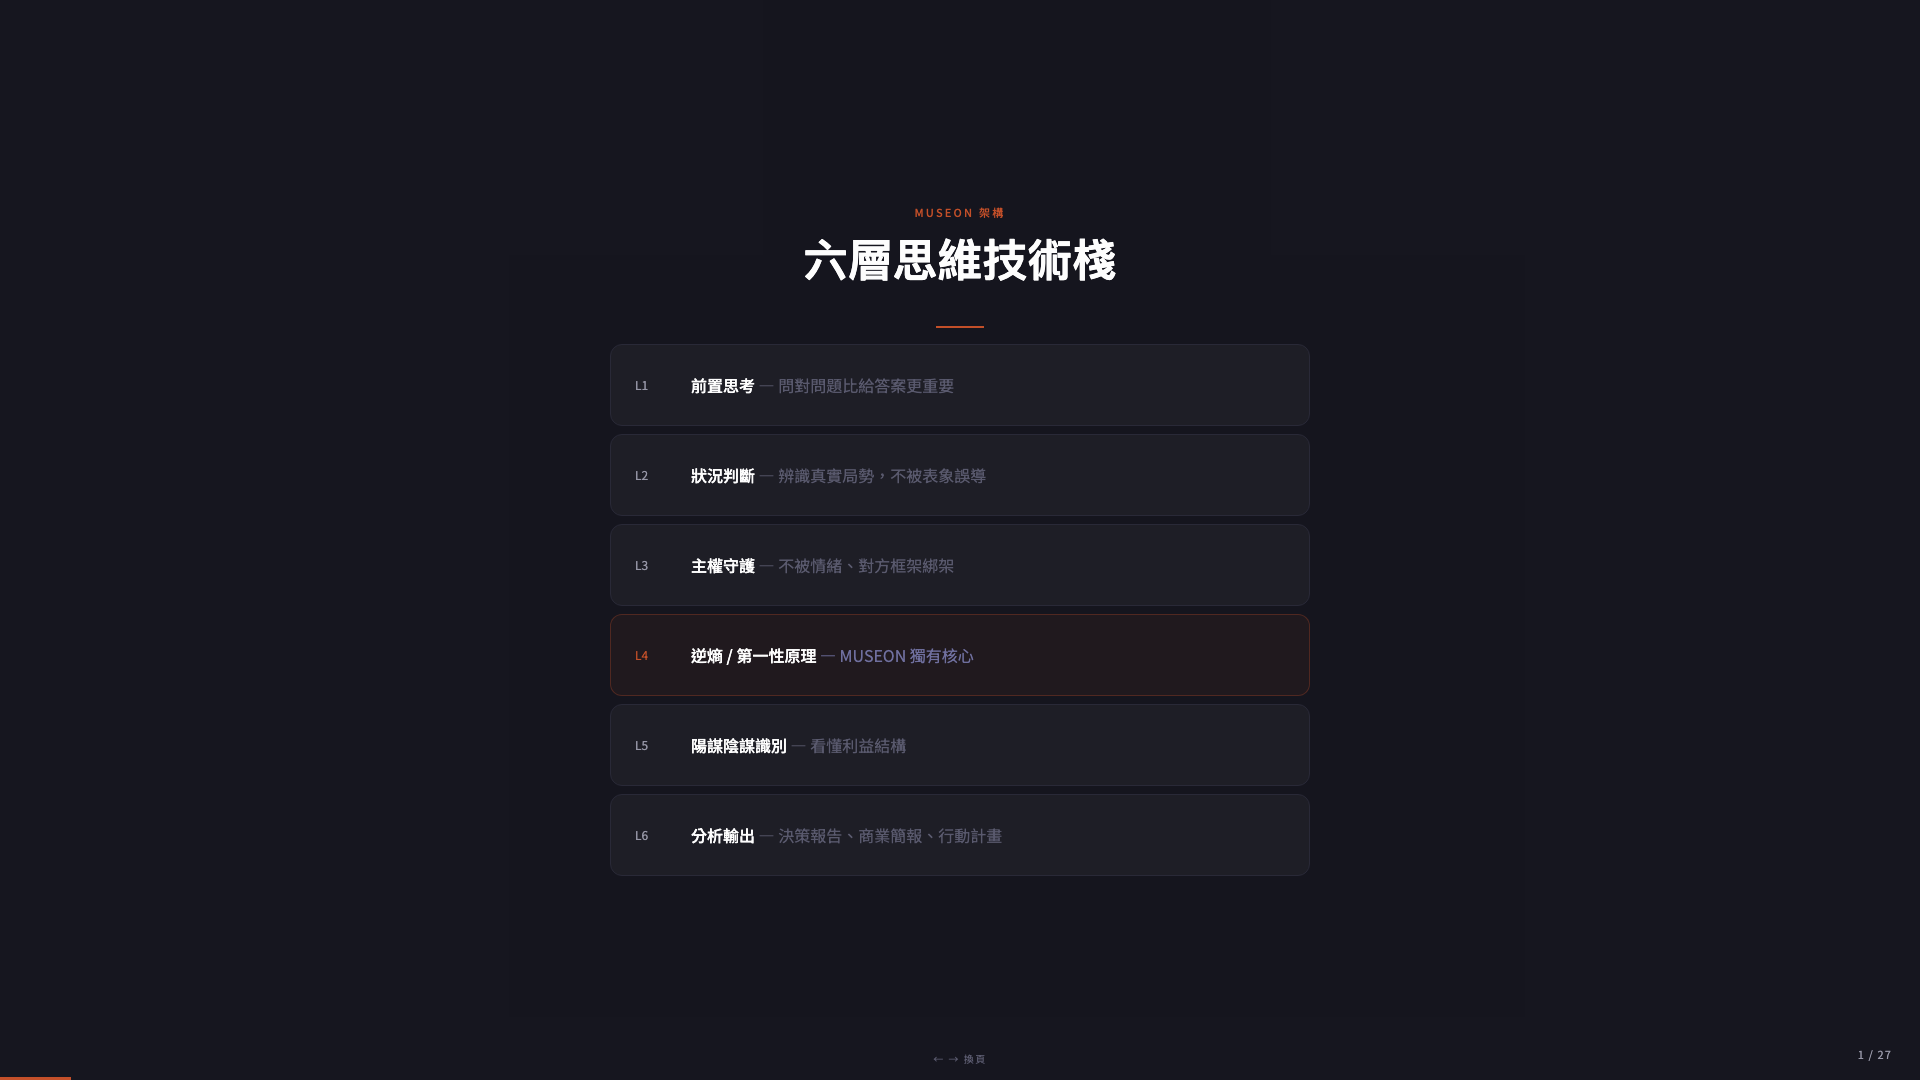 MUSEON 架構
六層思維技術棧
L1 前置思考 — 問對問題比給答案更重要
L2 狀況判斷 — 辨識真實局勢，不被表象誤導
L3 主權守護 — 不被情緒、對方框架綁架
L4 逆熵 / 第一性原理 — MUSEON 獨有核心
L5 陽謀陰謀識別 — 看懂利益結構
L6 分析輸出 — 決策報告、商業簡報、行動計畫
← → 換頁
1 / 27